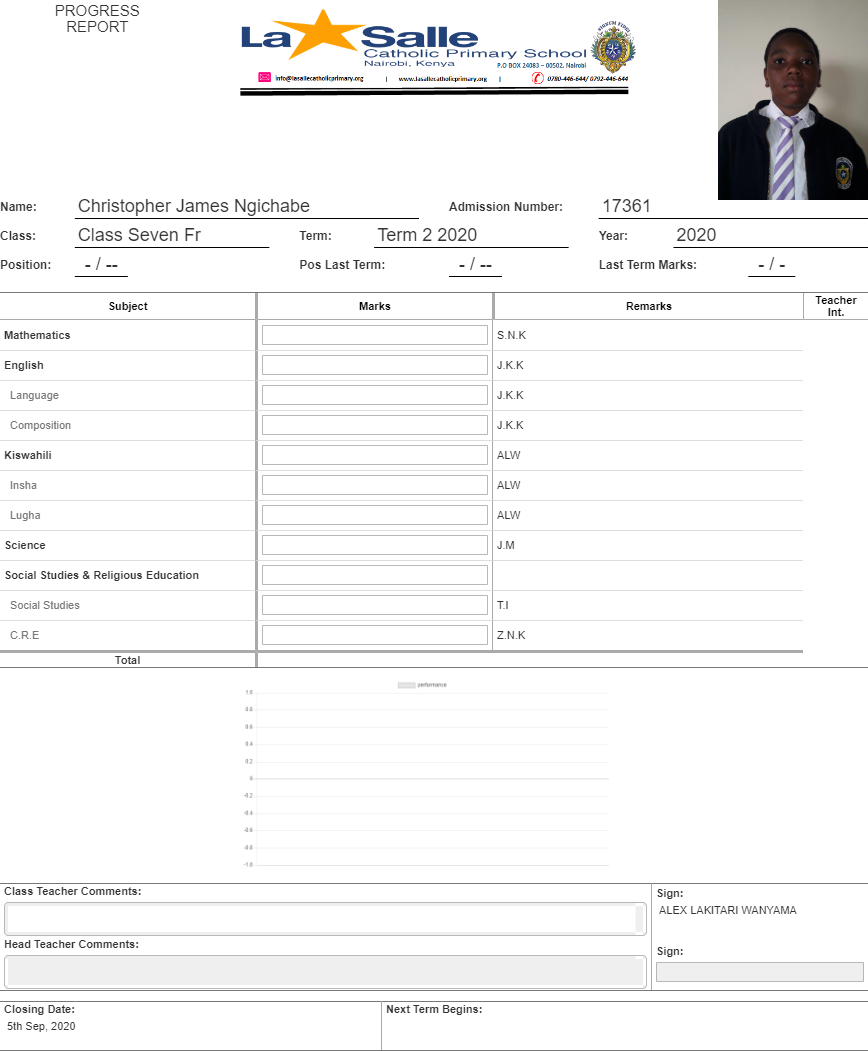 PROGRESS
REPORT
La Salle
Catholic Primary School
Nairobi, Kenya
P.O BOX 24083 – 00502, Nairobi
info@lasallecatholicprimary.org | www.lasallecatholicprimary.org | 0780-446-644/ 0792-446-644
Name: Christopher James Ngichabe Admission Number: 17361
Class: Class Seven Fr Term: Term 2 2020 Year: 2020
Position: - / -- Pos Last Term: - / -- Last Term Marks: - / -
Subject Marks Remarks Teacher Int.
Mathematics S.N.K
English J.K.K
Language J.K.K
Composition J.K.K
Kiswahili ALW
Insha ALW
Lugha ALW
Science J.M
Social Studies & Religious Education
Social Studies T.I
C.R.E Z.N.K
Total
performance
1.0
0.8
0.6
0.4
0.2
0
-0.2
-0.4
-0.6
-0.8
-1.0
Class Teacher Comments: Sign:
ALEX LAKITARI WANYAMA
Head Teacher Comments:
Sign:
Closing Date: Next Term Begins:
5th Sep, 2020